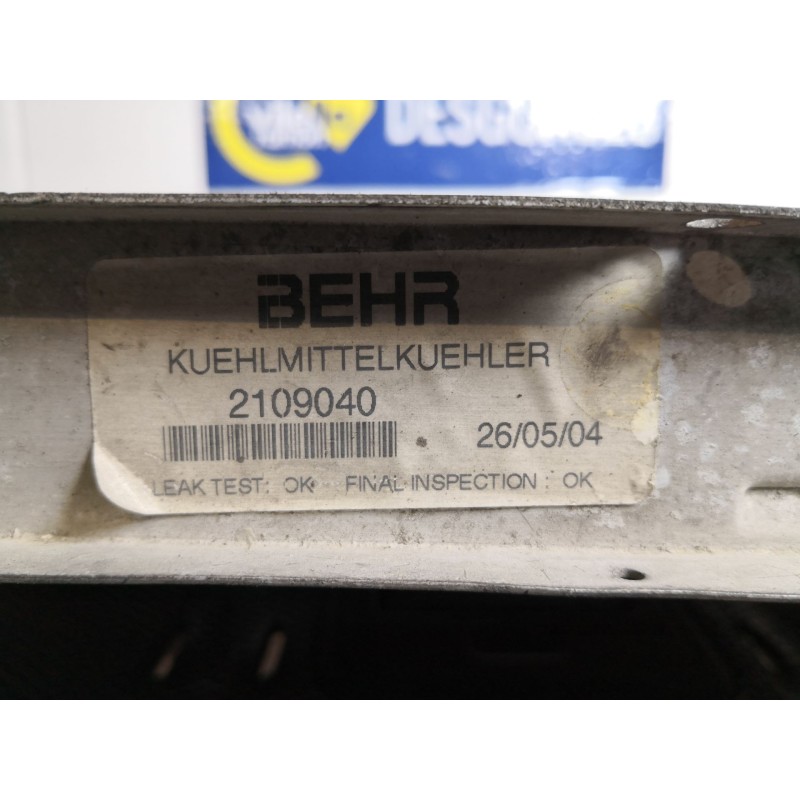 BEHR
KUEHLMITTELKUEHLER
2109040
26/05/04
LEAK TEST: OK FINAL INSPECTION : OK